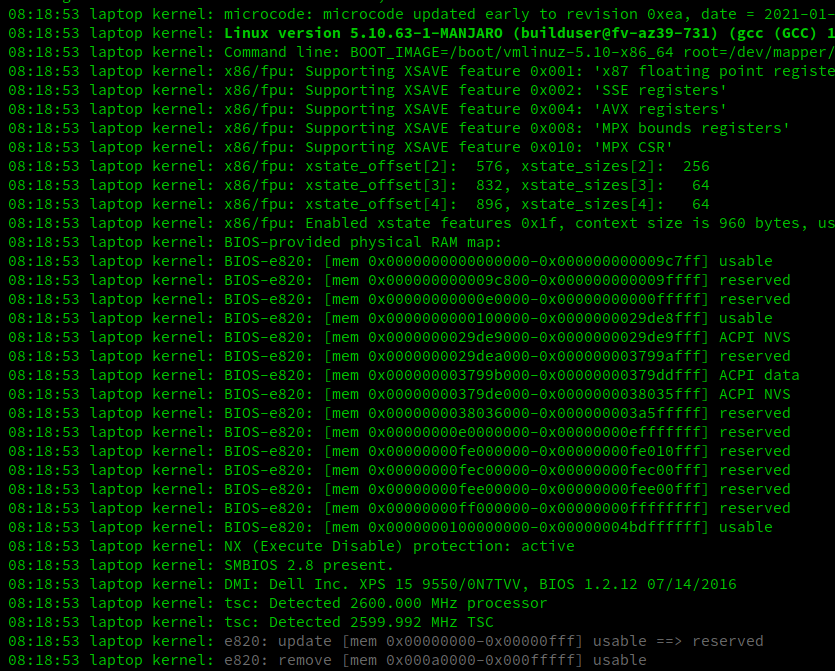 08:18:53 laptop kernel: microcode: microcode updated early to revision 0xea, date = 2021-01-
08:18:53 laptop kernel: Linux version 5.10.63-1-MANJARO (builduser@fv-az39-731) (gcc (GCC) 1
08:18:53 laptop kernel: Command line: BOOT_IMAGE=/boot/vmlinuz-5.10-x86_64 root=/dev/mapper/
08:18:53 laptop kernel: x86/fpu: Supporting XSAVE feature 0x001: 'x87 floating point registe
08:18:53 laptop kernel: x86/fpu: Supporting XSAVE feature 0x002: 'SSE registers'
08:18:53 laptop kernel: x86/fpu: Supporting XSAVE feature 0x004: 'AVX registers'
08:18:53 laptop kernel: x86/fpu: Supporting XSAVE feature 0x008: 'MPX bounds registers'
08:18:53 laptop kernel: x86/fpu: Supporting XSAVE feature 0x010: 'MPX CSR'
08:18:53 laptop kernel: x86/fpu: xstate_offset[2]:  576, xstate_sizes[2]:  256
08:18:53 laptop kernel: x86/fpu: xstate_offset[3]:  832, xstate_sizes[3]:   64
08:18:53 laptop kernel: x86/fpu: xstate_offset[4]:  896, xstate_sizes[4]:   64
08:18:53 laptop kernel: x86/fpu: Enabled xstate features 0x1f, context size is 960 bytes, us
08:18:53 laptop kernel: BIOS-provided physical RAM map:
08:18:53 laptop kernel: BIOS-e820: [mem 0x0000000000000000-0x000000000009c7ff] usable
08:18:53 laptop kernel: BIOS-e820: [mem 0x000000000009c800-0x000000000009ffff] reserved
08:18:53 laptop kernel: BIOS-e820: [mem 0x00000000000e0000-0x00000000000fffff] reserved
08:18:53 laptop kernel: BIOS-e820: [mem 0x0000000000100000-0x0000000029de8fff] usable
08:18:53 laptop kernel: BIOS-e820: [mem 0x0000000029de9000-0x0000000029de9fff] ACPI NVS
08:18:53 laptop kernel: BIOS-e820: [mem 0x0000000029dea000-0x000000003799afff] reserved
08:18:53 laptop kernel: BIOS-e820: [mem 0x000000003799b000-0x00000000379ddfff] ACPI data
08:18:53 laptop kernel: BIOS-e820: [mem 0x00000000379de000-0x0000000038035fff] ACPI NVS
08:18:53 laptop kernel: BIOS-e820: [mem 0x0000000038036000-0x000000003a5fffff] reserved
08:18:53 laptop kernel: BIOS-e820: [mem 0x00000000e0000000-0x00000000efffffff] reserved
08:18:53 laptop kernel: BIOS-e820: [mem 0x00000000fe000000-0x00000000fe010fff] reserved
08:18:53 laptop kernel: BIOS-e820: [mem 0x00000000fec00000-0x00000000fec00fff] reserved
08:18:53 laptop kernel: BIOS-e820: [mem 0x00000000fee00000-0x00000000fee00fff] reserved
08:18:53 laptop kernel: BIOS-e820: [mem 0x00000000ff000000-0x00000000ffffffff] reserved
08:18:53 laptop kernel: BIOS-e820: [mem 0x0000000100000000-0x00000004bdffffff] usable
08:18:53 laptop kernel: NX (Execute Disable) protection: active
08:18:53 laptop kernel: SMBIOS 2.8 present.
08:18:53 laptop kernel: DMI: Dell Inc. XPS 15 9550/0N7TVV, BIOS 1.2.12 07/14/2016
08:18:53 laptop kernel: tsc: Detected 2600.000 MHz processor
08:18:53 laptop kernel: tsc: Detected 2599.992 MHz TSC
08:18:53 laptop kernel: e820: update [mem 0x00000000-0x00000fff] usable ==> reserved
08:18:53 laptop kernel: e820: remove [mem 0x000a0000-0x000fffff] usable